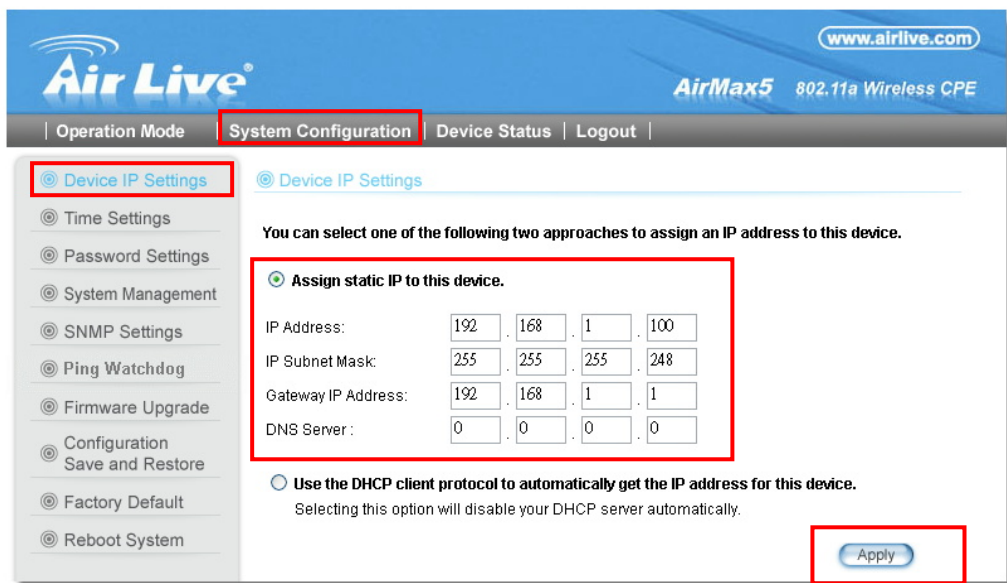 www.airlive.com
Air Live®
AirMax5 802.11a Wireless CPE
| Operation Mode | System Configuration | Device Status | Logout |
Device IP Settings
Time Settings
Password Settings
System Management
SNMP Settings
Ping Watchdog
Firmware Upgrade
Configuration
Save and Restore
Factory Default
Reboot System
Device IP Settings
You can select one of the following two approaches to assign an IP address to this device.
Assign static IP to this device.
IP Address: 192 . 168 . 1 . 100
IP Subnet Mask: 255 . 255 . 255 . 248
Gateway IP Address: 192 . 168 . 1 . 1
DNS Server : 0 . 0 . 0 . 0
Use the DHCP client protocol to automatically get the IP address for this device.
Selecting this option will disable your DHCP server automatically.
Apply